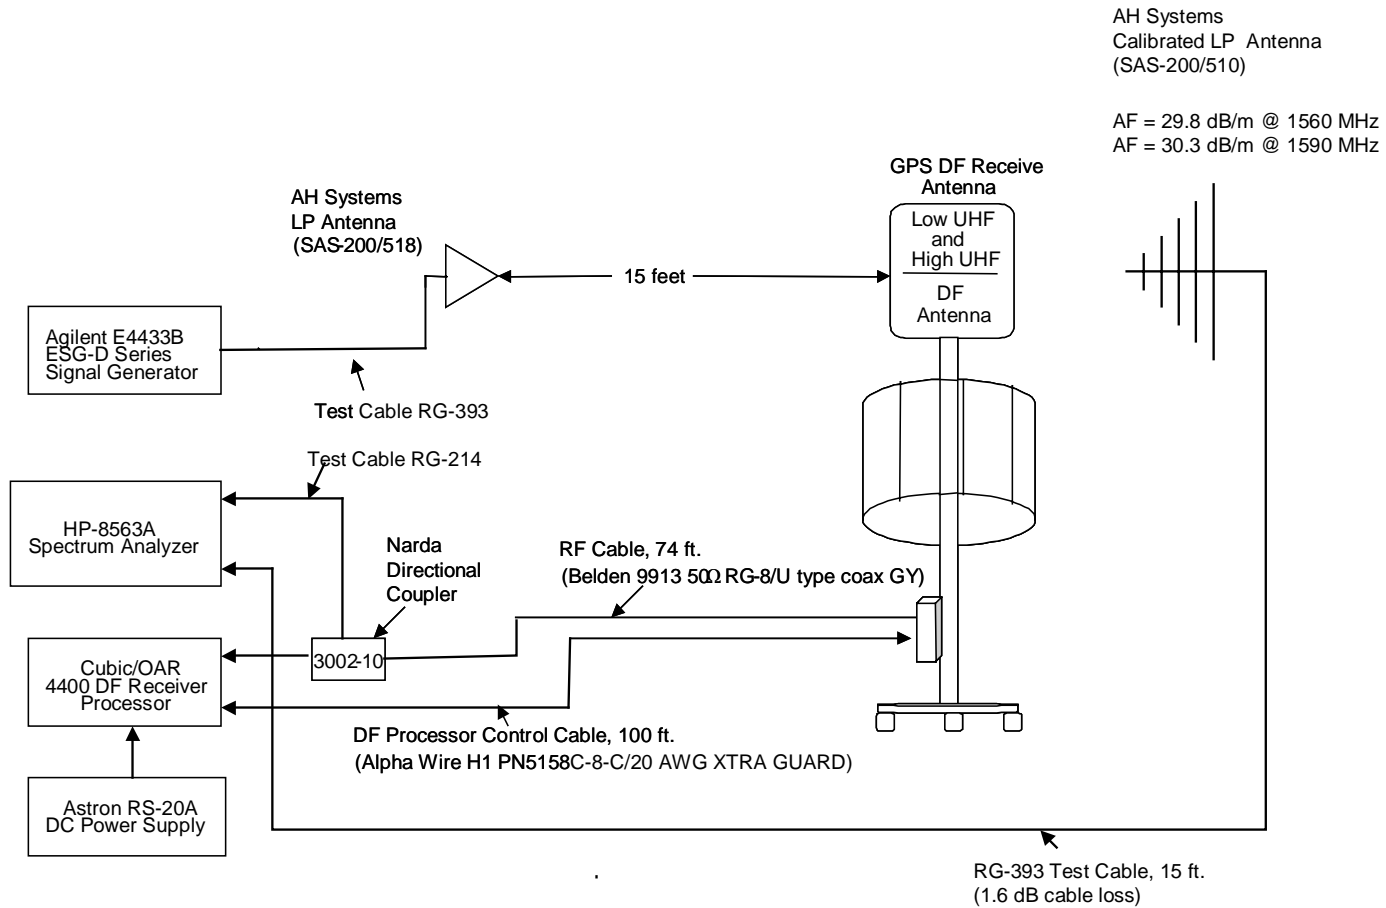 AH Systems
Calibrated LP Antenna
(SAS-200/510)
AF = 29.8 dB/m @ 1560 MHz
AF = 30.3 dB/m @ 1590 MHz
GPS DF Receive
Antenna
Low UHF
and
High UHF
DF
Antenna
AH Systems
LP Antenna
(SAS-200/518)
15 feet
Agilent E4433B
ESG-D Series
Signal Generator
Test Cable RG-393
Test Cable RG-214
HP-8563A
Spectrum Analyzer
Narda
Directional
Coupler
RF Cable, 74 ft.
(Belden 9913 50Ω RG-8/U type coax GY)
3002-10
Cubic/OAR
4400 DF Receiver
Processor
DF Processor Control Cable, 100 ft.
(Alpha Wire H1 PN5158C-8-C/20 AWG XTRA GUARD)
Astron RS-20A
DC Power Supply
RG-393 Test Cable, 15 ft.
(1.6 dB cable loss)